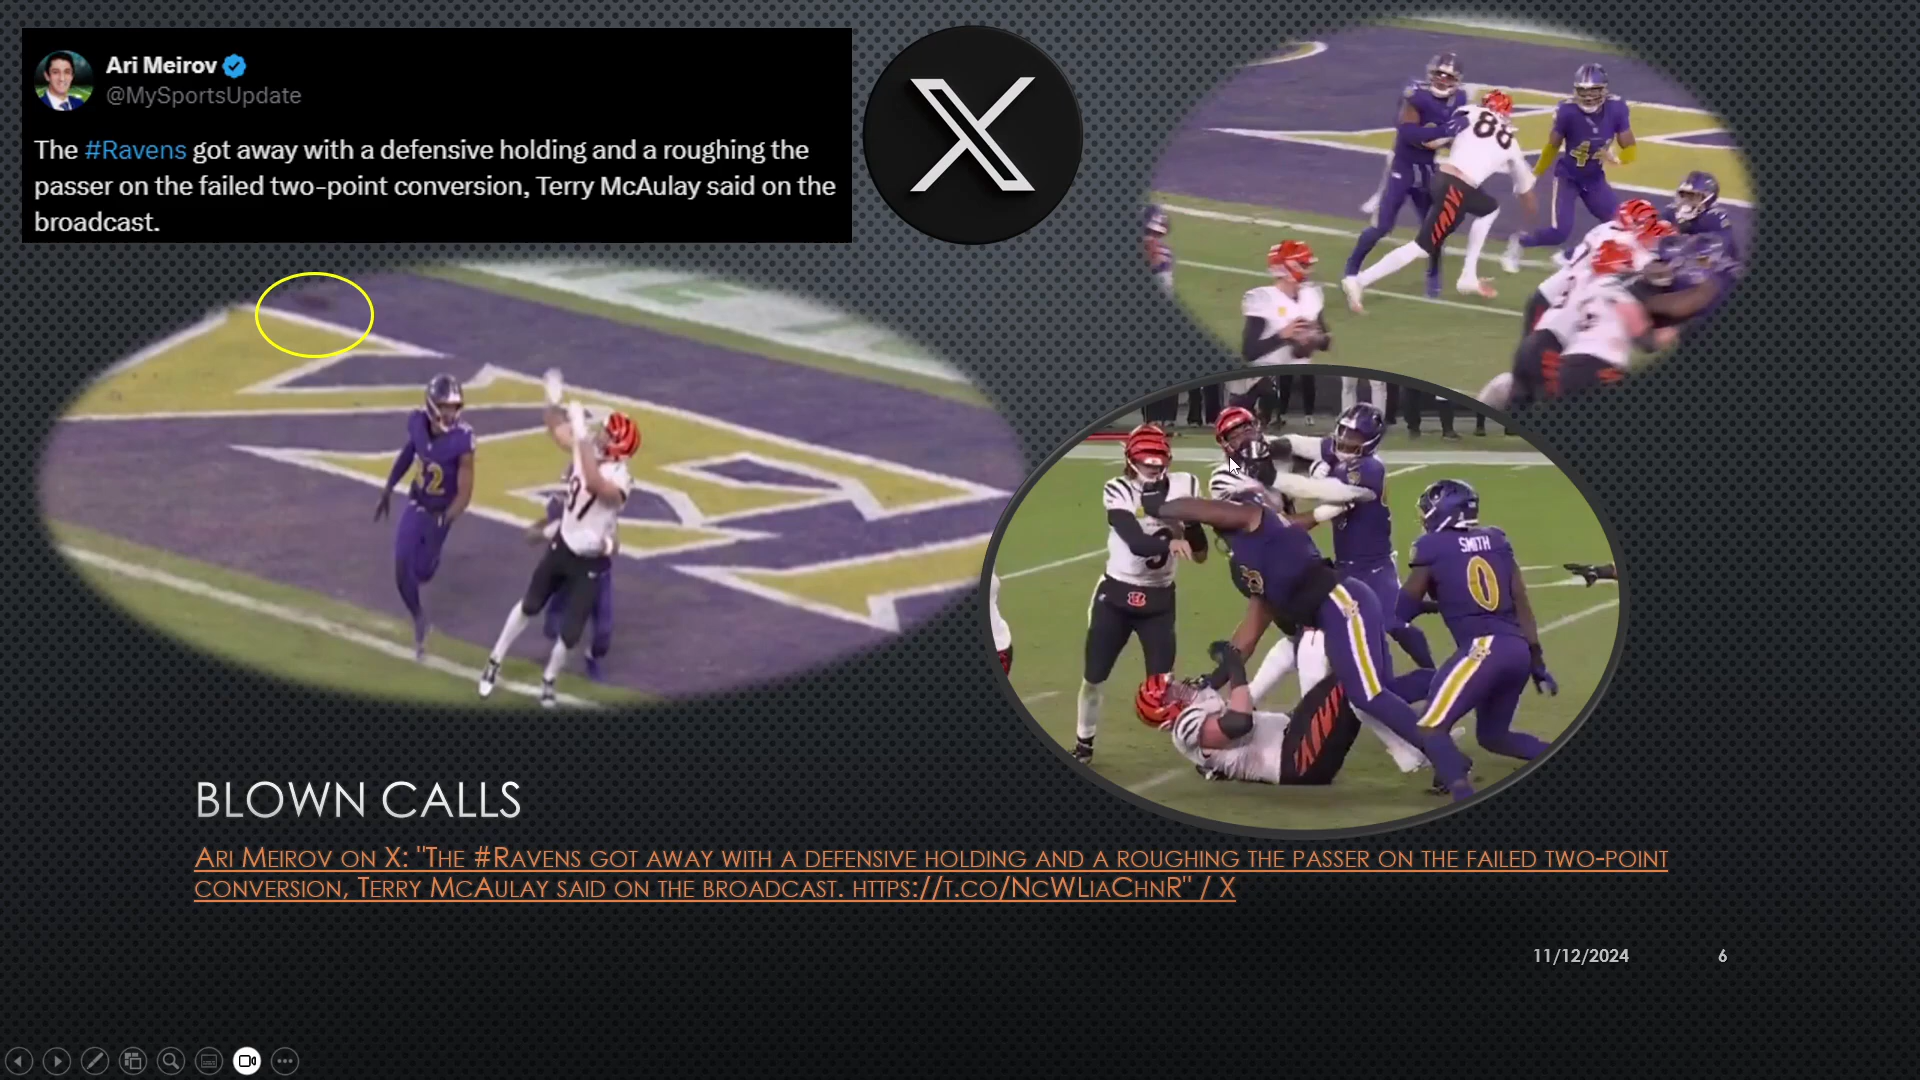 Ari Meirov
@MySportsUpdate
The #Ravens got away with a defensive holding and a roughing the
passer on the failed two-point conversion, Terry McAulay said on the
broadcast.
X
88
44
SMITH
0
BLOWN CALLS
ARI MEIROV ON X: "THE #RAVENS GOT AWAY WITH A DEFENSIVE HOLDING AND A ROUGHING THE PASSER ON THE FAILED TWO-POINT
CONVERSION, TERRY MCAULAY SAID ON THE BROADCAST. HTTPS://T.CO/NCWLIACHNR" / X
11/12/2024 6